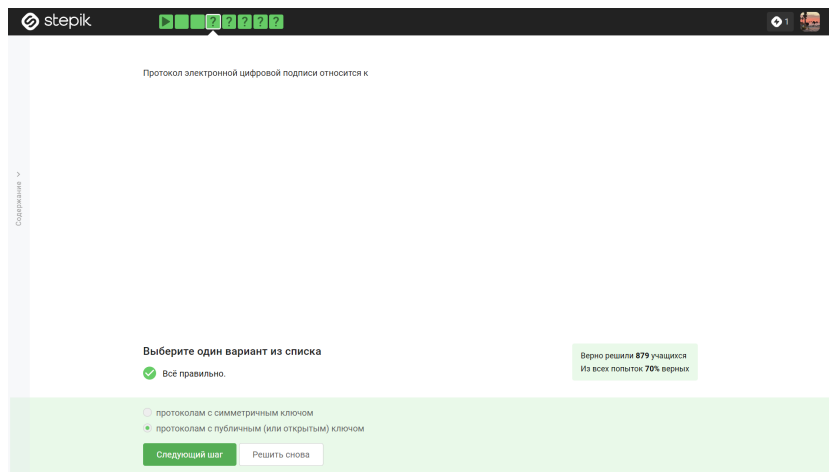 stepik
? ? ? ? ?
1
Протокол электронной цифровой подписи относится к
Содержание
Выберите один вариант из списка
Всё правильно.
Верно решили 879 учащихся
Из всех попыток 70% верных
протоколам с симметричным ключом
протоколам с публичным (или открытым) ключом
Следующий шаг
Решить снова